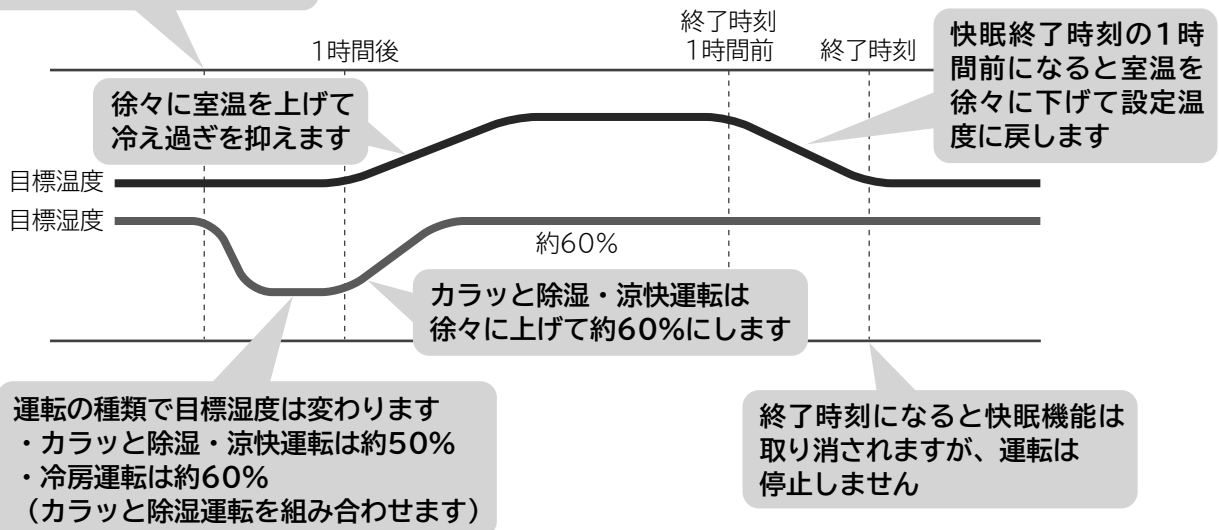 1時間後
終了時刻
1時間前
終了時刻
快眠終了時刻の1時
間前になると室温を
徐々に下げて設定温
度に戻します
徐々に室温を上げて
冷え過ぎを抑えます
目標温度
目標湿度
約60%
カラッと除湿・涼快運転は
徐々に上げて約60%にします
運転の種類で目標湿度は変わります
・カラッと除湿・涼快運転は約50%
・冷房運転は約60%
（カラッと除湿運転を組み合わせます）
終了時刻になると快眠機能は
取り消されますが、運転は
停止しません